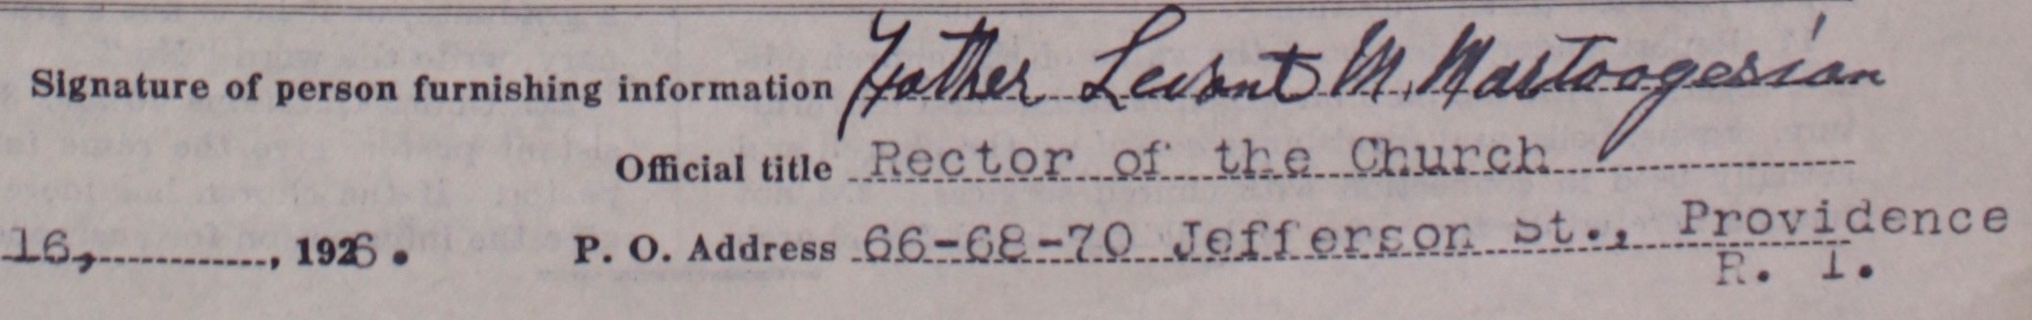 Signature of person furnishing information Father Levont M. Martoogesian
Official title Rector of the Church
16, , 1926. P. O. Address 66-68-70 Jefferson St., Providence
R. I.